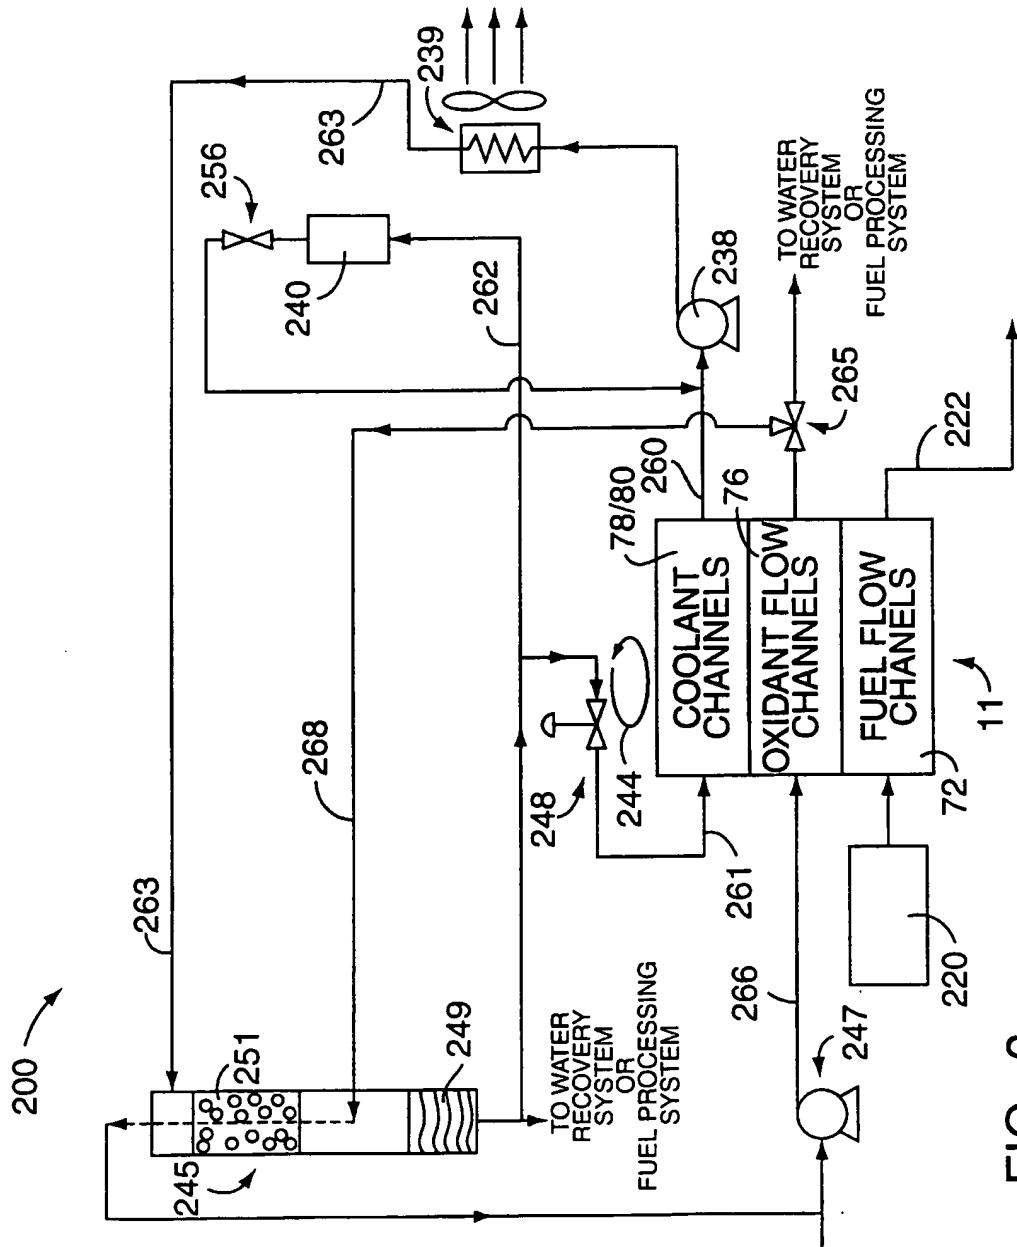 200
263
263
239
256
240
262
238
TO WATER
RECOVERY
SYSTEM
OR
FUEL PROCESSING
SYSTEM
265
268
260
78/80
76
222
245
251
249
TO WATER
RECOVERY
SYSTEM
OR
FUEL PROCESSING
SYSTEM
248
244
261
COOLANT
CHANNELS
OXIDANT FLOW
CHANNELS
FUEL FLOW
CHANNELS
72
11
266
247
220